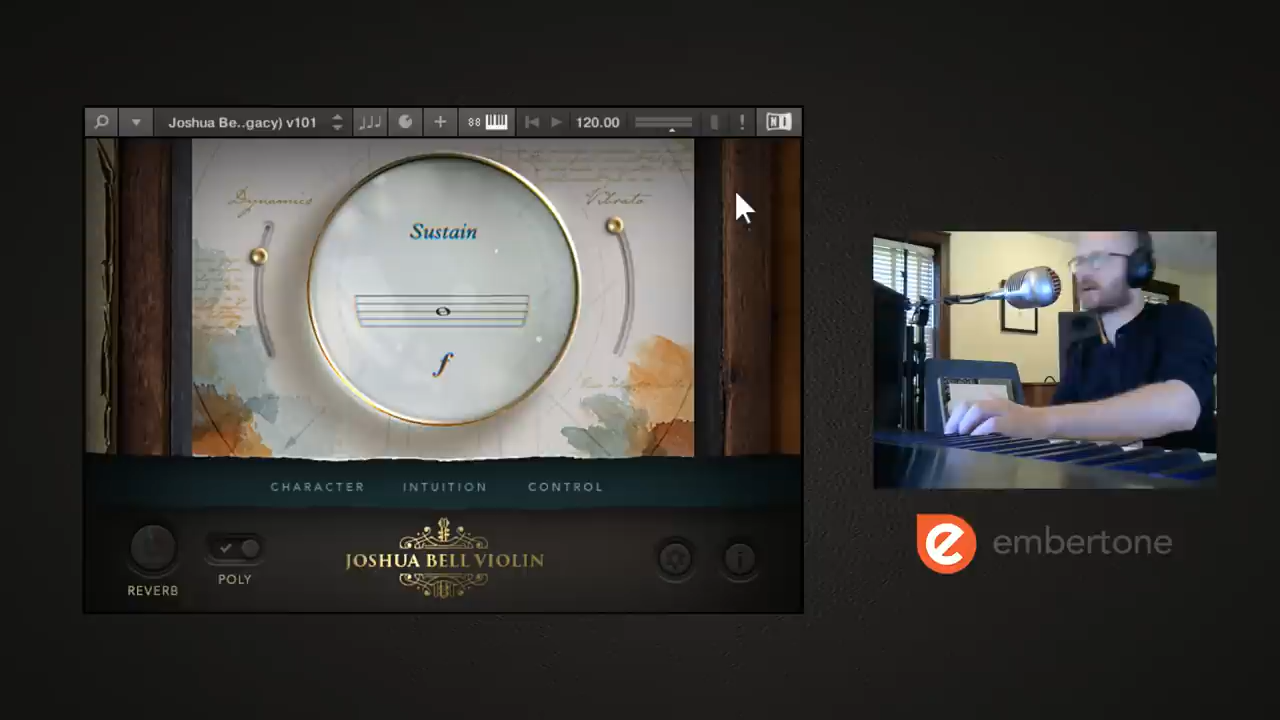 Joshua Be..gacy) v101
88
120.00
!
NI
Dynamics
Vibrato
Sustain
f
CHARACTER INTUITION CONTROL
REVERB
POLY
JOSHUA BELL VIOLIN
i
e embertone